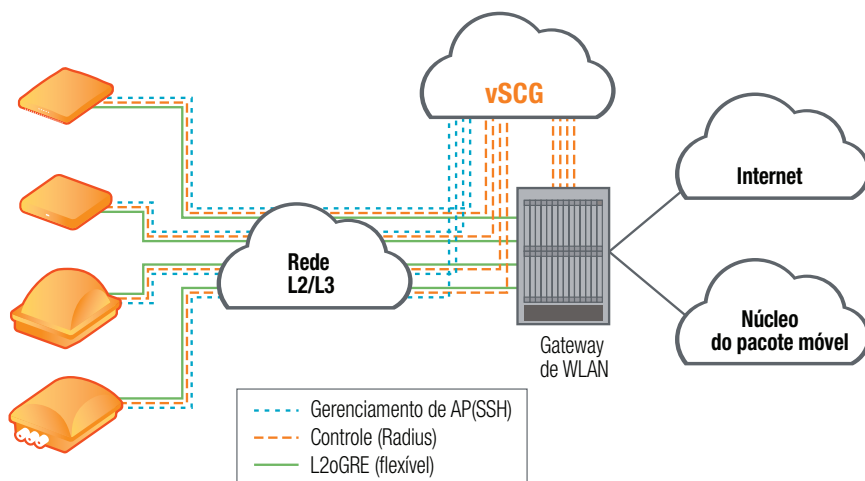 vSCG
Internet
Rede
L2/L3
Núcleo
do pacote móvel
Gateway
de WLAN
Gerenciamento de AP(SSH)
Controle (Radius)
L2oGRE (flexível)